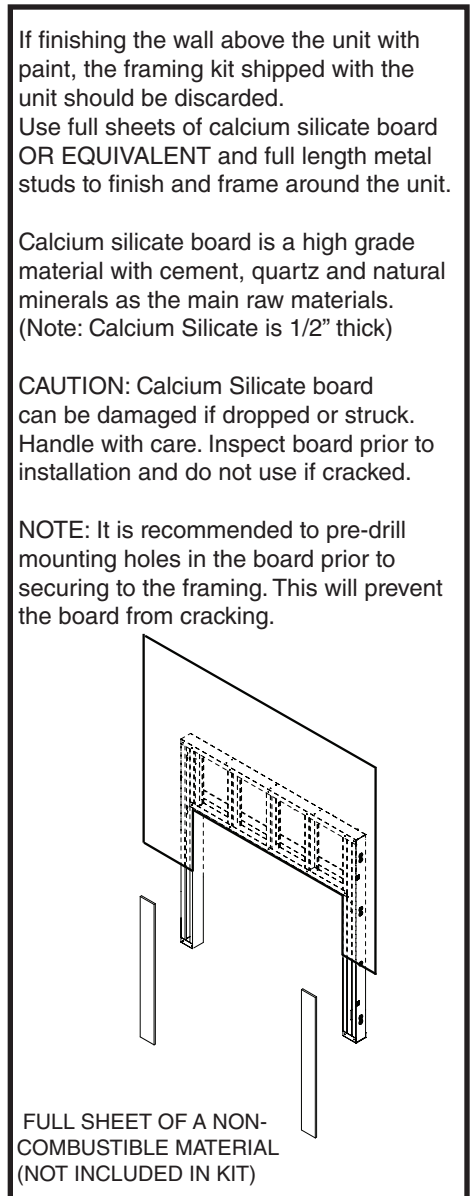 If finishing the wall above the unit with
paint, the framing kit shipped with the
unit should be discarded.
Use full sheets of calcium silicate board
OR EQUIVALENT and full length metal
studs to finish and frame around the unit.
Calcium silicate board is a high grade
material with cement, quartz and natural
minerals as the main raw materials.
(Note: Calcium Silicate is 1/2” thick)
CAUTION: Calcium Silicate board
can be damaged if dropped or struck.
Handle with care. Inspect board prior to
installation and do not use if cracked.
NOTE: It is recommended to pre-drill
mounting holes in the board prior to
securing to the framing. This will prevent
the board from cracking.
FULL SHEET OF A NON-
COMBUSTIBLE MATERIAL
(NOT INCLUDED IN KIT)